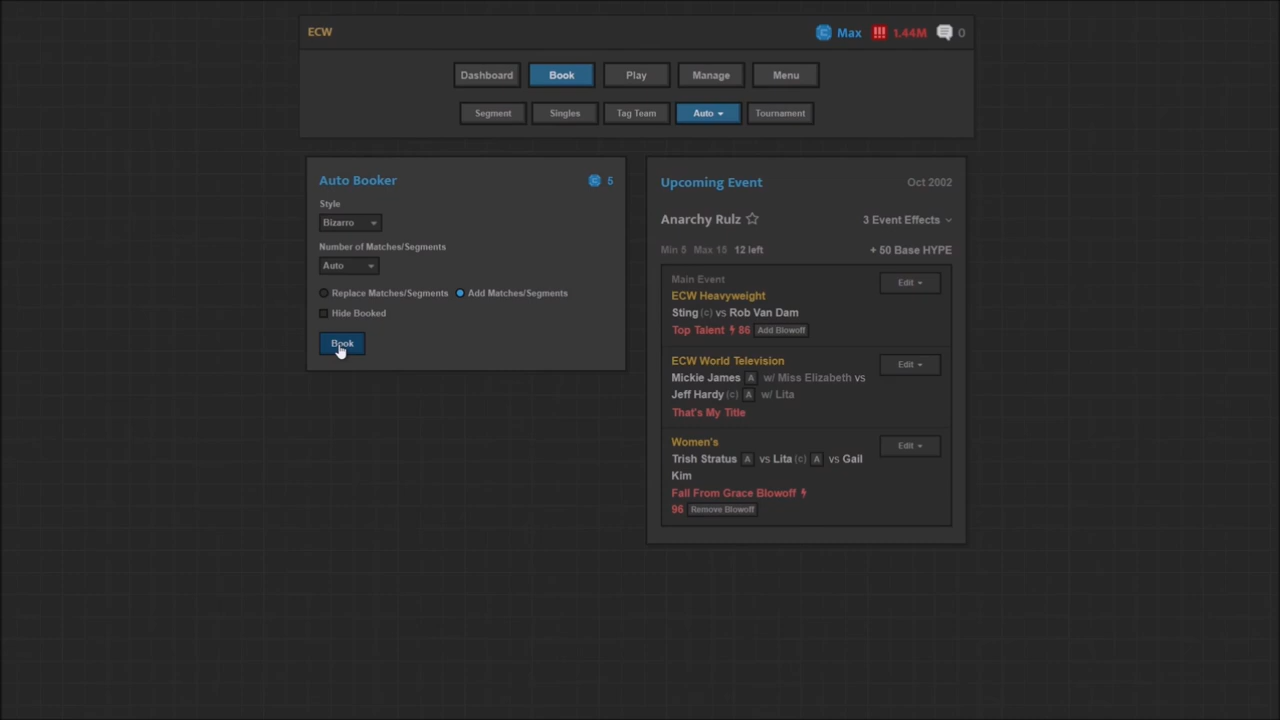 ECW
Max 1.44M 0
Dashboard Book Play Manage Menu
Segment Singles Tag Team Auto Tournament
Auto Booker 5
Style
Bizarro
Number of Matches/Segments
Auto
Replace Matches/Segments Add Matches/Segments
Hide Booked
Book
Upcoming Event Oct 2002
Anarchy Rulz 3 Event Effects
Min 5 Max 15 12 left + 50 Base HYPE
Main Event Edit
ECW Heavyweight
Sting (c) vs Rob Van Dam
Top Talent 86 Add Blowoff
ECW World Television Edit
Mickie James A w/ Miss Elizabeth vs
Jeff Hardy (c) A w/ Lita
That's My Title
Women's Edit
Trish Stratus A vs Lita (c) A vs Gail
Kim
Fall From Grace Blowoff
96 Remove Blowoff